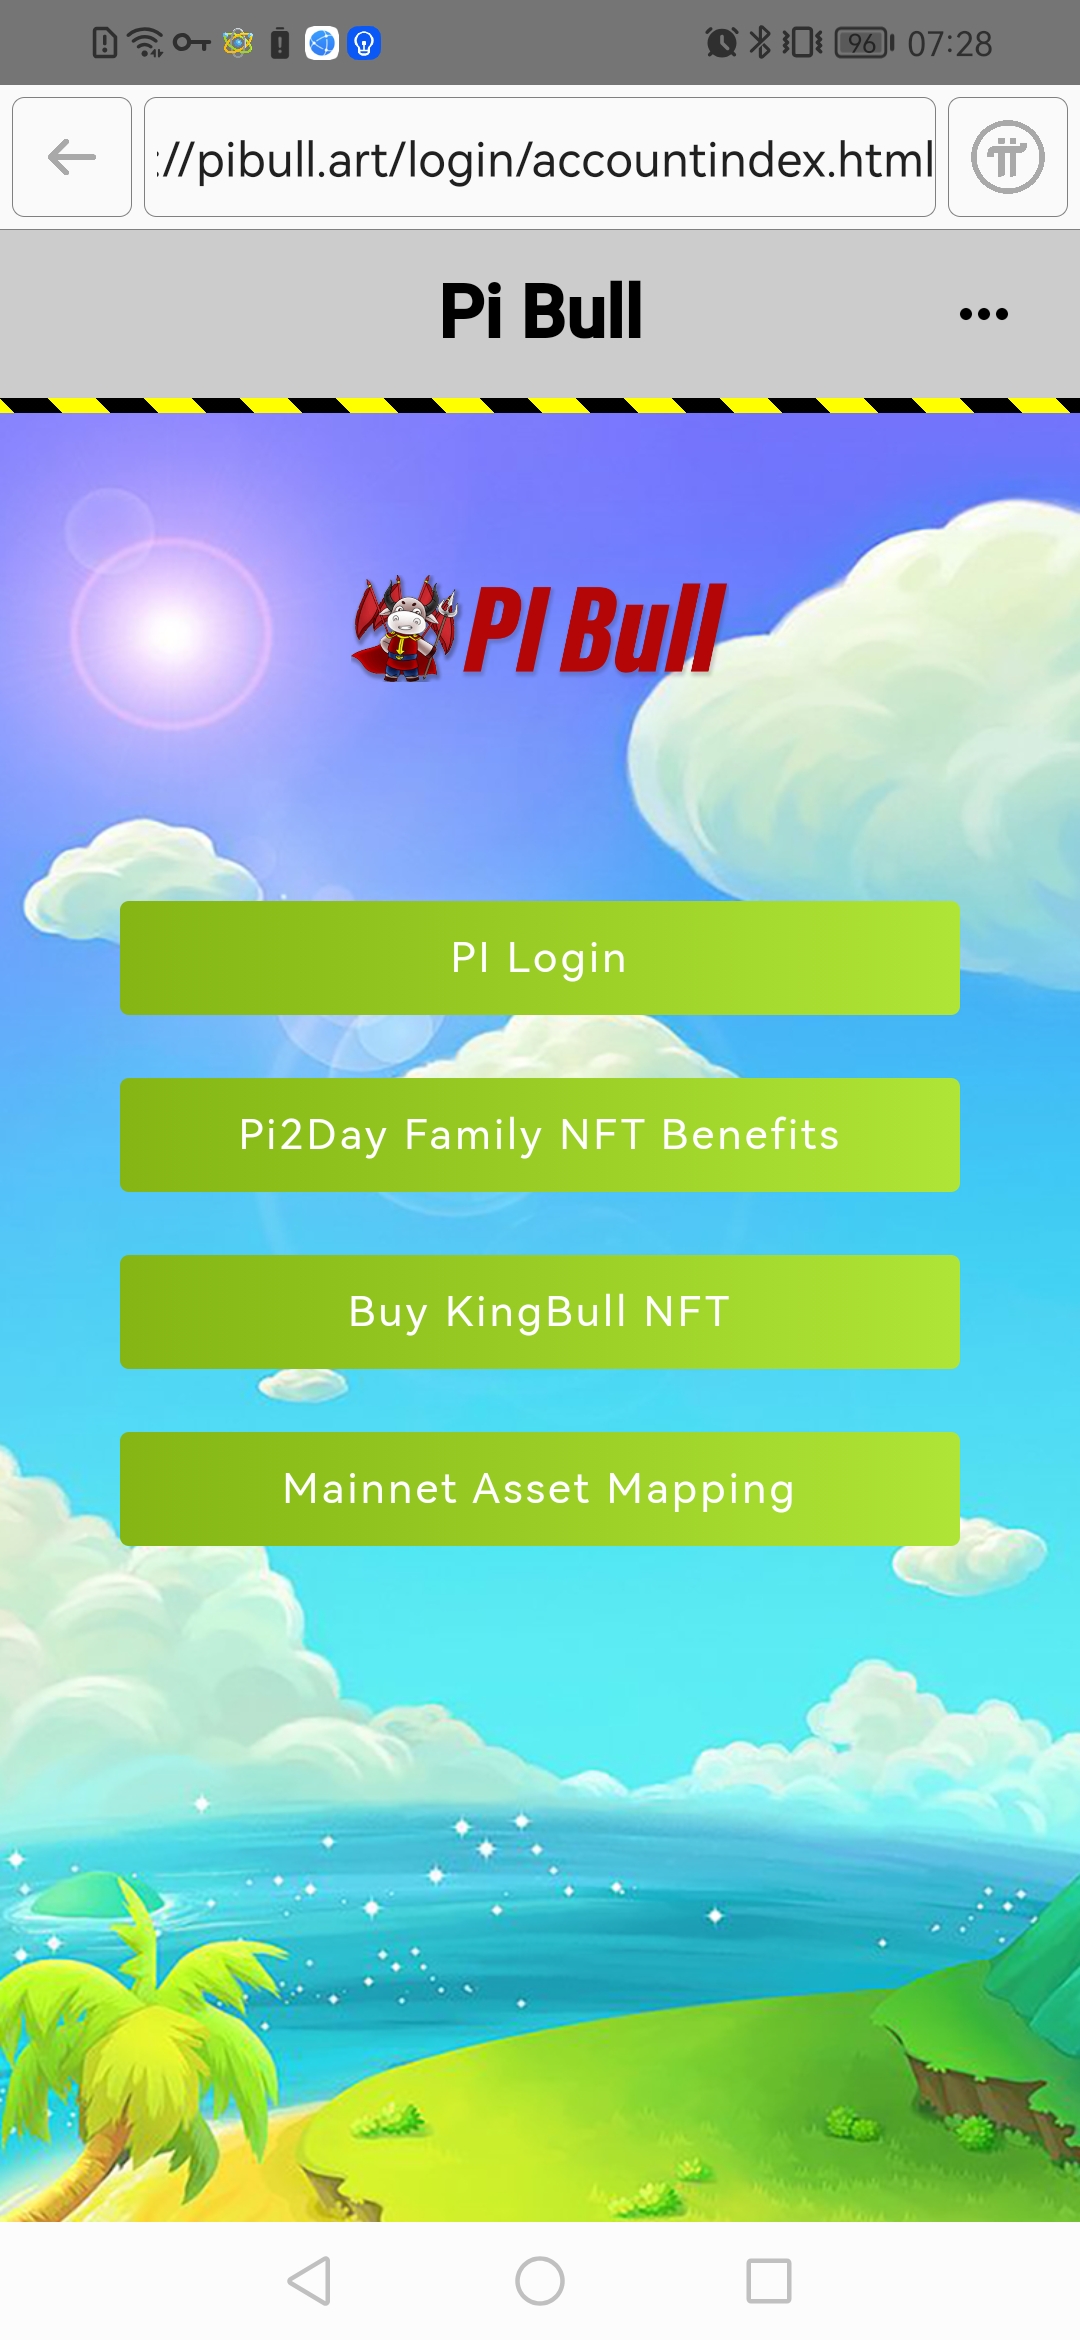 96 07:28
://pibull.art/login/accountindex.html
Pi Bull
PI Bull
PI Login
Pi2Day Family NFT Benefits
Buy KingBull NFT
Mainnet Asset Mapping